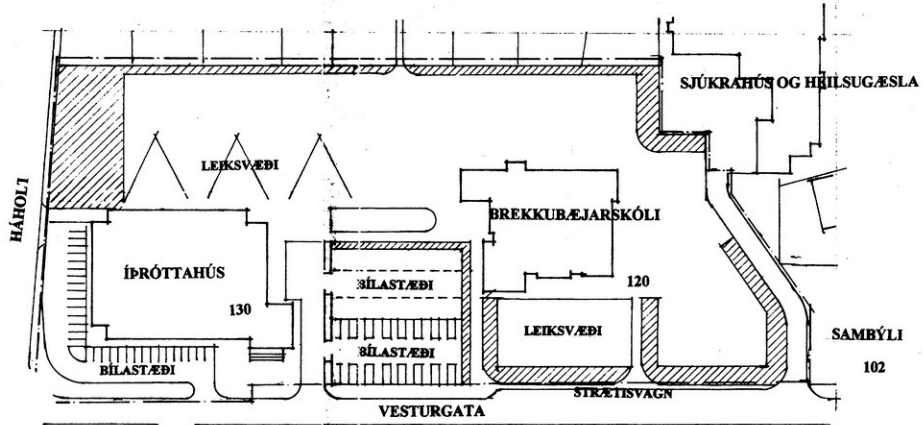 SJÚKRAHÚS OG HEILSUGÆSLA
LEIKSVÆÐI
HÁHOLT
BREKKUBÆJARSKÓLI
ÍÞRÓTTAHÚS
130
BÍLASTÆÐI
120
LEIKSVÆÐI
SAMBÝLI
102
BÍLASTÆÐI
BÍLASTÆÐI
STRÆTISVAGN
VESTURGATA